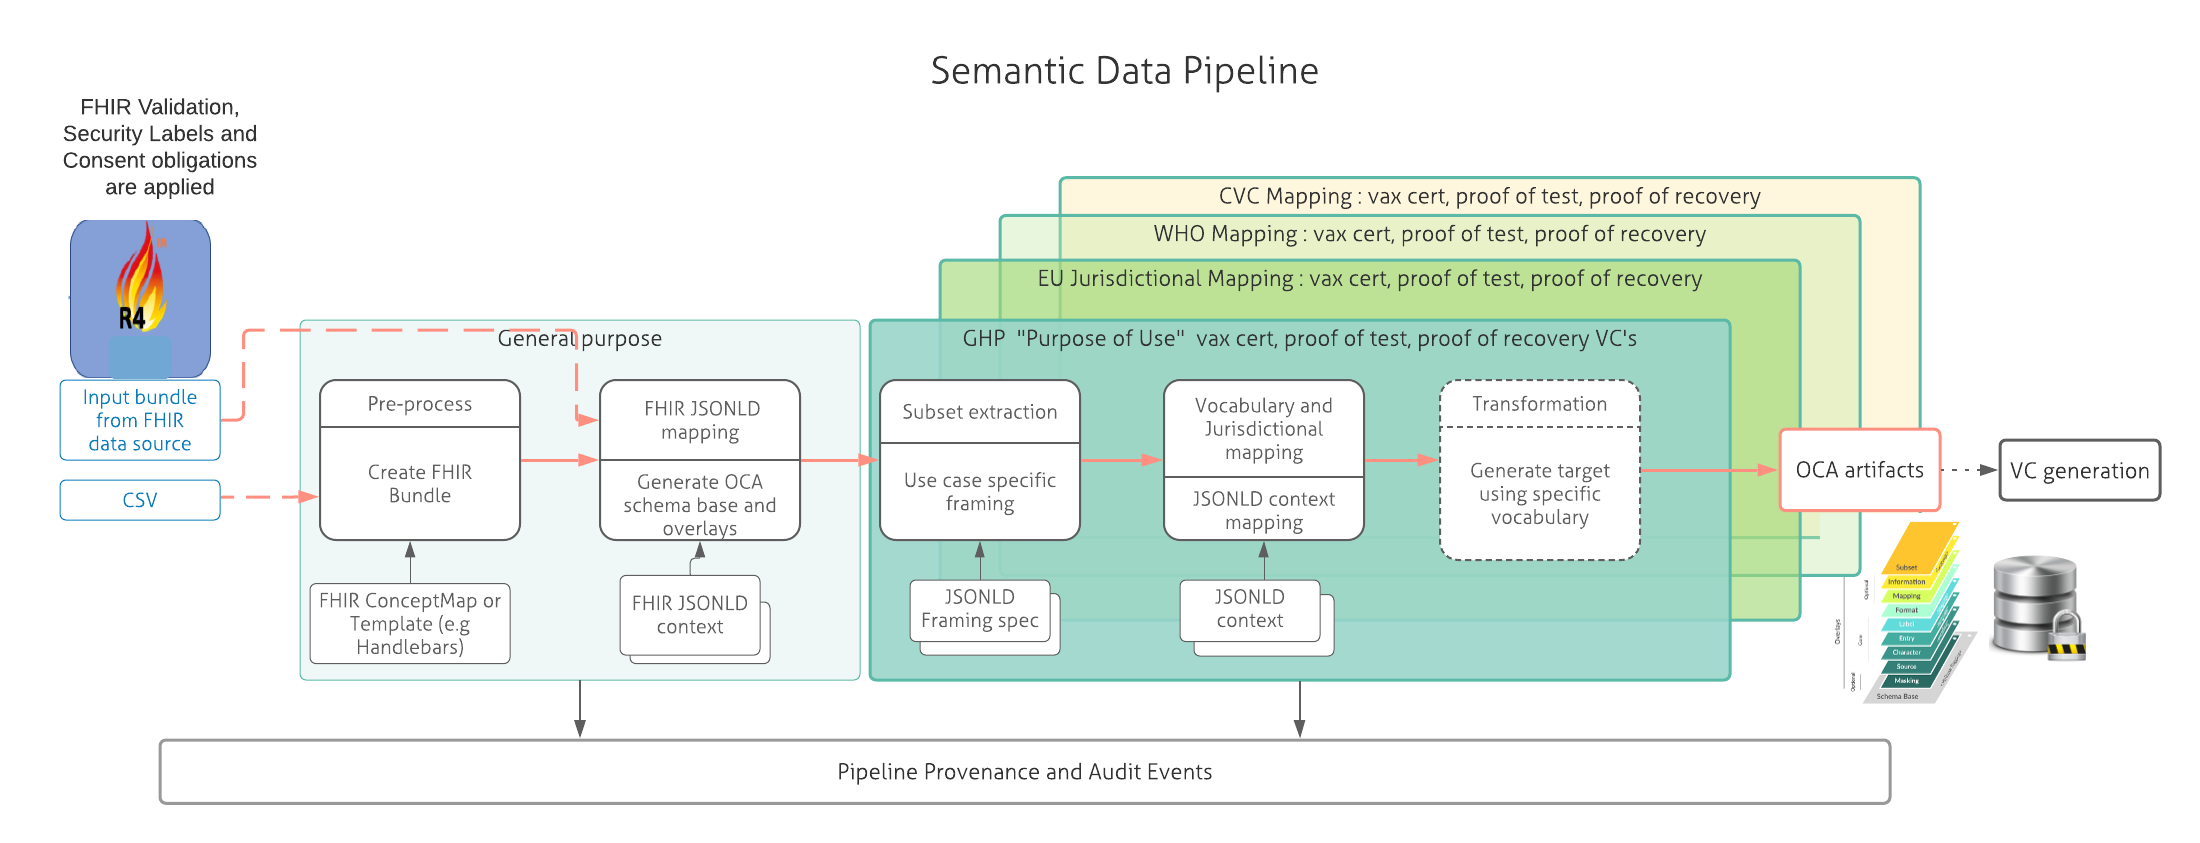 Semantic Data Pipeline
FHIR Validation,
Security Labels and
Consent obligations
are applied
R4
Input bundle
from FHIR
data source
CSV
General purpose
Pre-process
Create FHIR
Bundle
FHIR ConceptMap or
Template (e.g
Handlebars)
FHIR JSONLD
mapping
Generate OCA
schema base and
overlays
FHIR JSONLD
context
CVC Mapping : vax cert, proof of test, proof of recovery
WHO Mapping : vax cert, proof of test, proof of recovery
EU Jurisdictional Mapping : vax cert, proof of test, proof of recovery
GHP "Purpose of Use" vax cert, proof of test, proof of recovery VC's
Subset extraction
Use case specific
framing
JSONLD
Framing spec
Vocabulary and
Jurisdictional
mapping
JSONLD context
mapping
JSONLD
context
Transformation
Generate target
using specific
vocabulary
OCA artifacts
VC generation
Subset
Information
Mapping
Format
Label
Entry
Character
Source
Masking
Schema Base
Overlays
Optional
Core
Optional
Pipeline Provenance and Audit Events